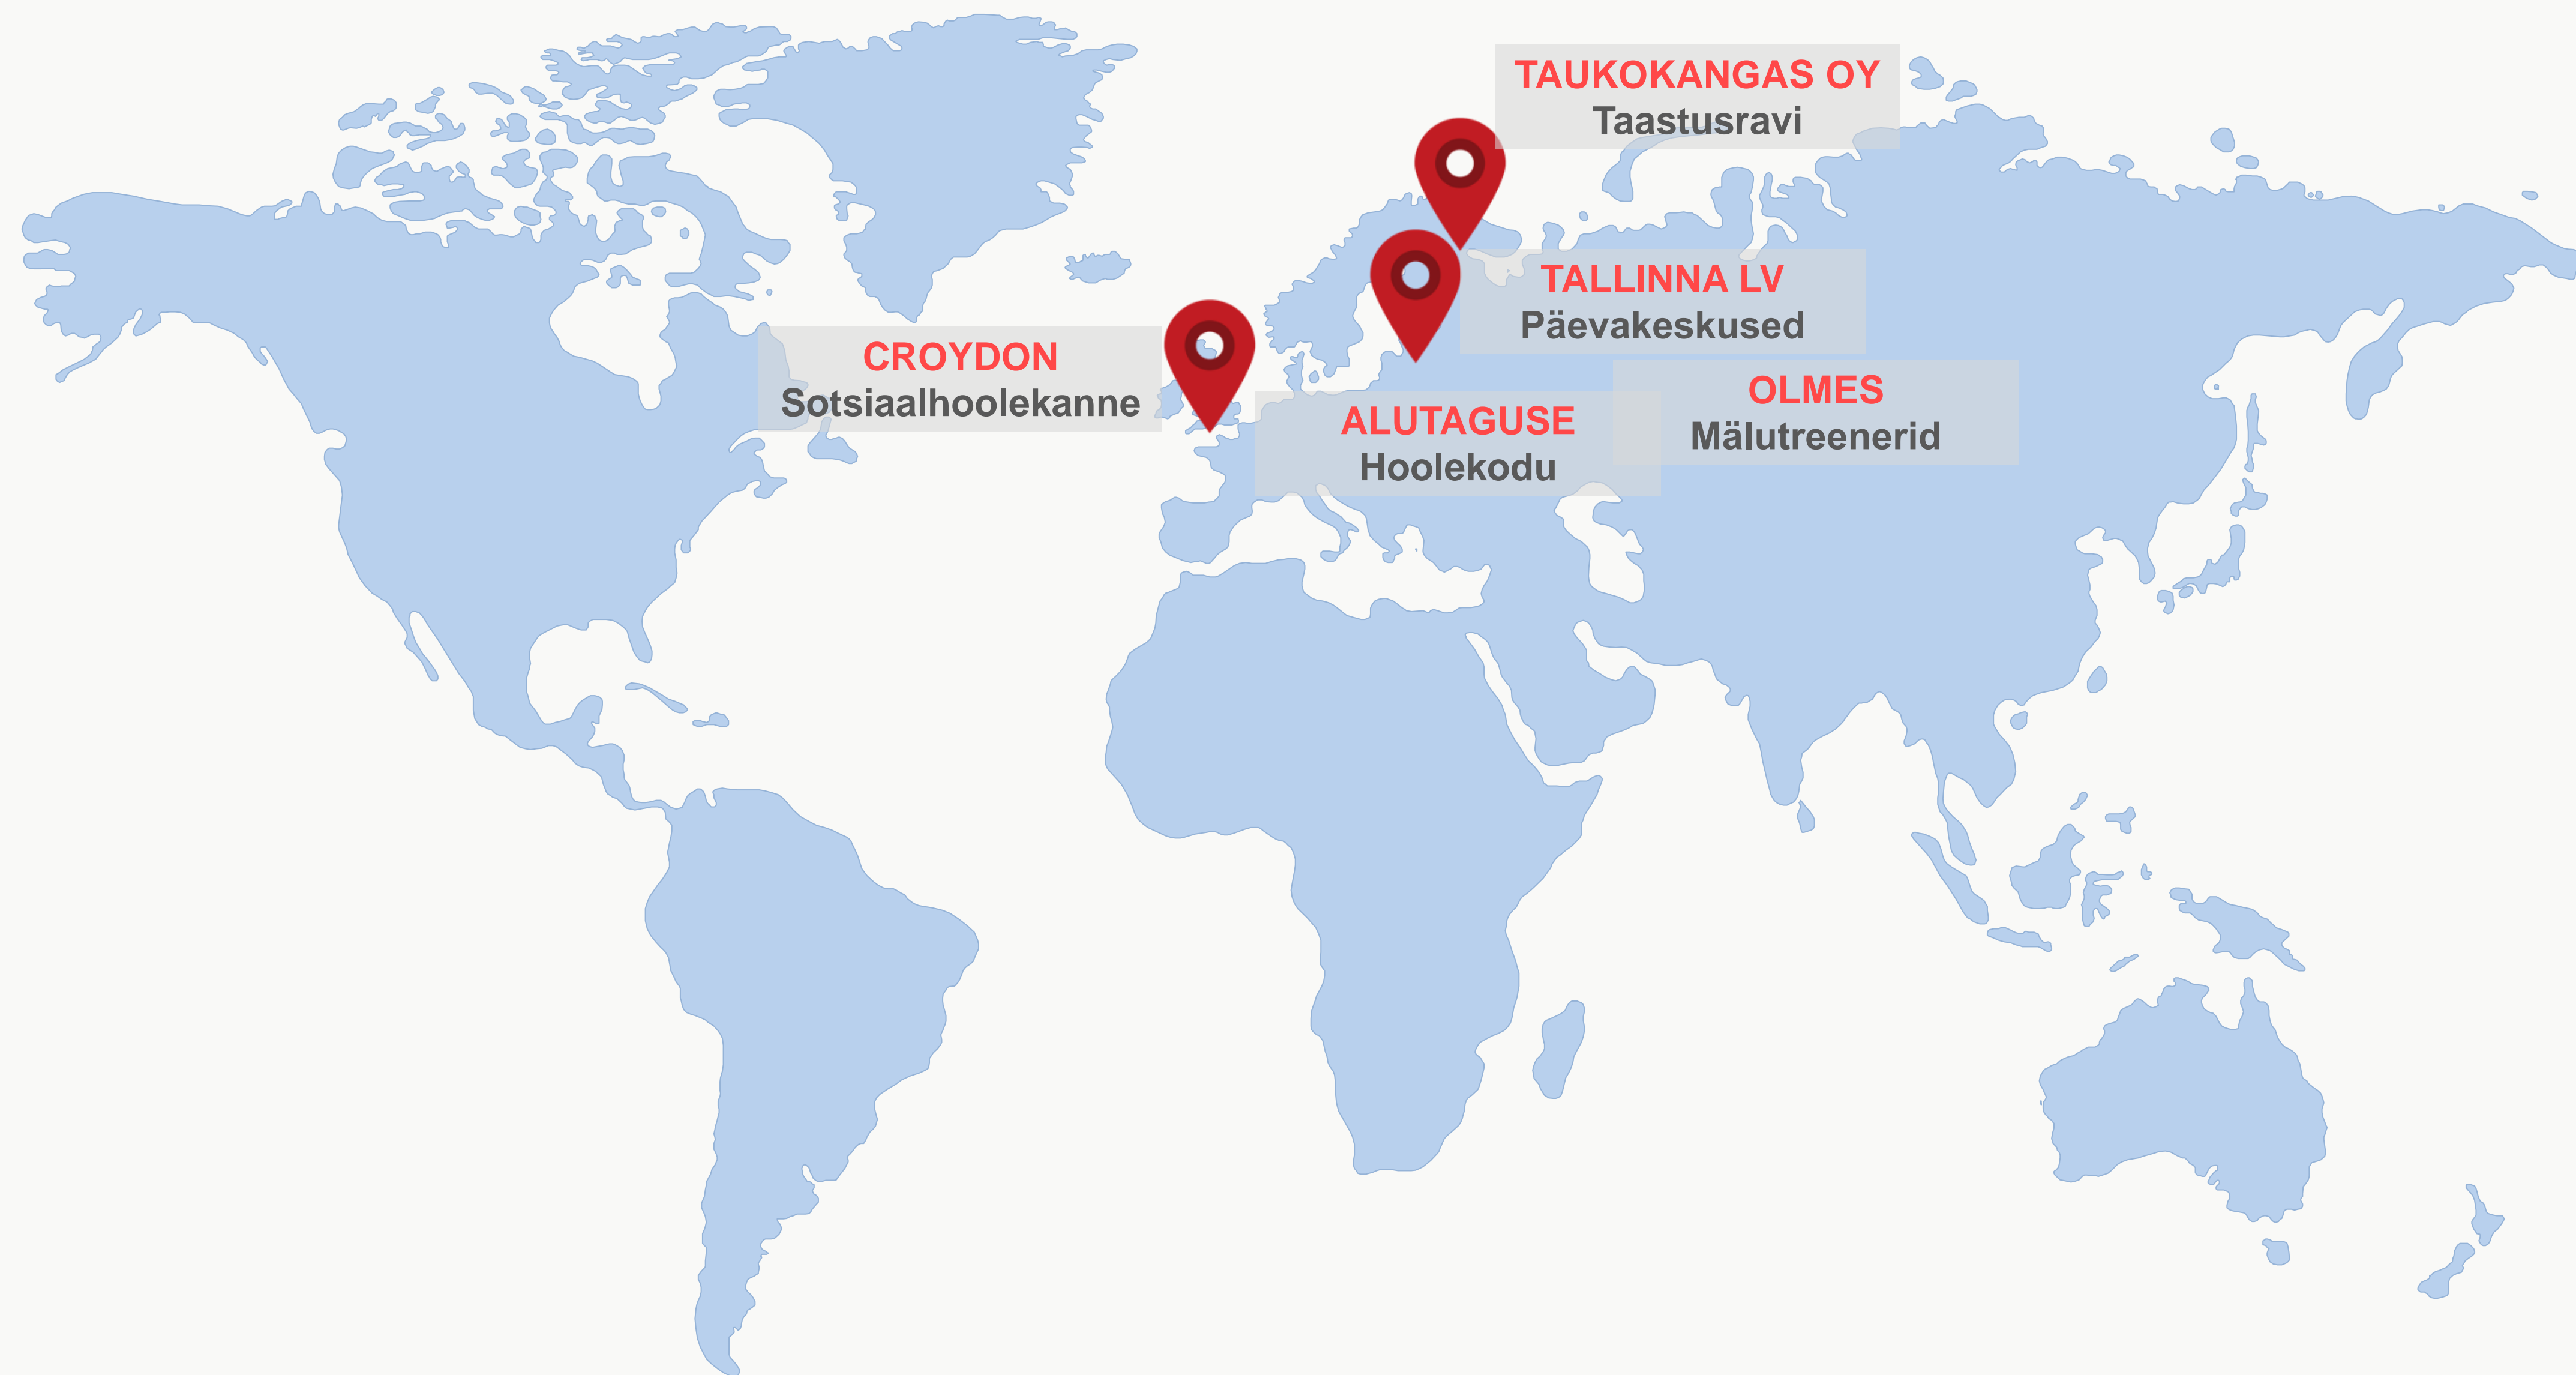 TAUKOKANGAS OY
Taastusravi
TALLINNA LV
Päevakeskused
CROYDON
Sotsiaalhoolekanne
OLMES
Mälutreenerid
ALUTAGUSE
Hoolekodu